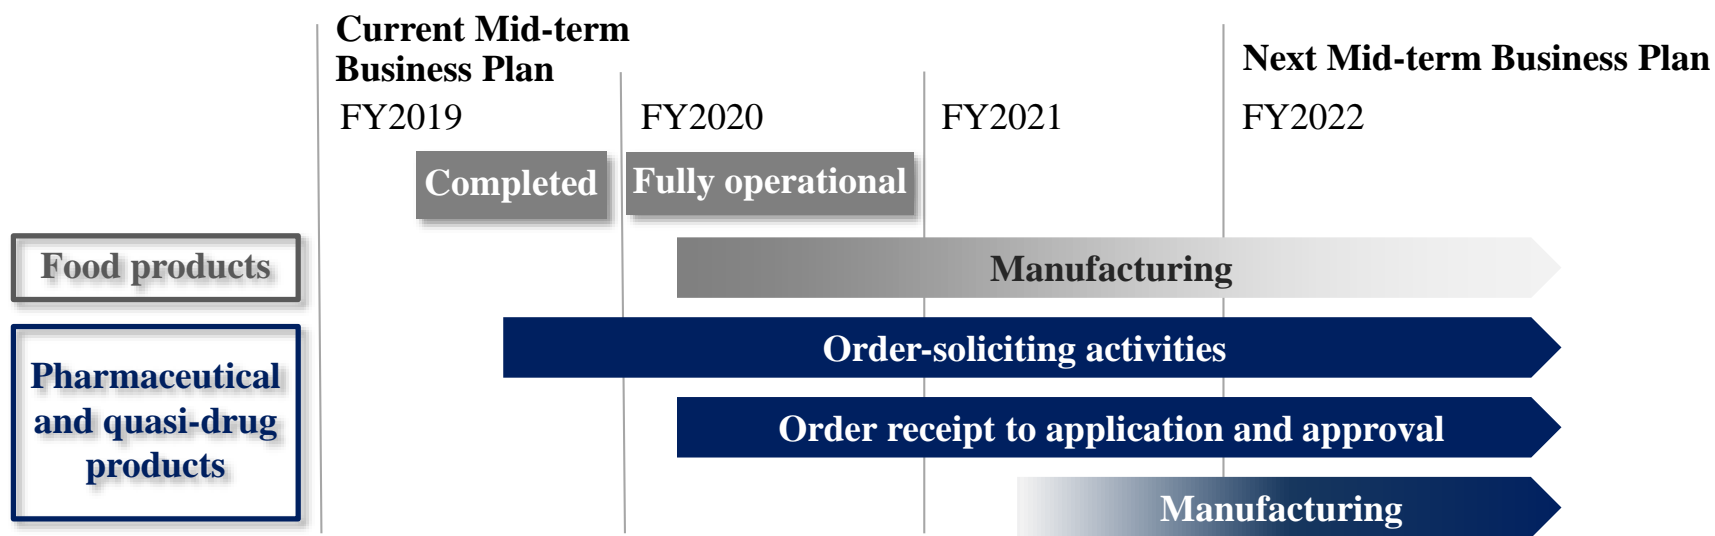 Current Mid-term
Business Plan
Next Mid-term Business Plan
FY2019
FY2020
FY2021
FY2022
Completed
Fully operational
Food products
Manufacturing
Pharmaceutical
and quasi-drug
products
Order-soliciting activities
Order receipt to application and approval
Manufacturing